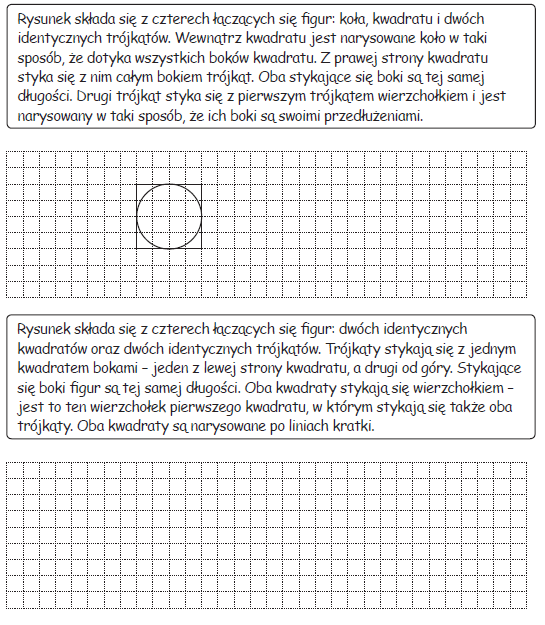 Rysunek składa się z czterech łączących się figur: koła, kwadratu i dwóch
identycznych trójkątów. Wewnątrz kwadratu jest narysowane koło w taki
sposób, że dotyka wszystkich boków kwadratu. Z prawej strony kwadratu
styka się z nim całym bokiem trójkąt. Oba stykające się boki są tej samej
długości. Drugi trójkąt styka się z pierwszym trójkątem wierzchołkiem i jest
narysowany w taki sposób, że ich boki są swoimi przedłużeniami.
Rysunek składa się z czterech łączących się figur: dwóch identycznych
kwadratów oraz dwóch identycznych trójkątów. Trójkąty stykają się z jednym
kwadratem bokami – jeden z lewej strony kwadratu, a drugi od góry. Stykające
się boki figur są tej samej długości. Oba kwadraty stykają się wierzchołkiem –
jest to ten wierzchołek pierwszego kwadratu, w którym stykają się także oba
trójkąty. Oba kwadraty są narysowane po liniach kratki.